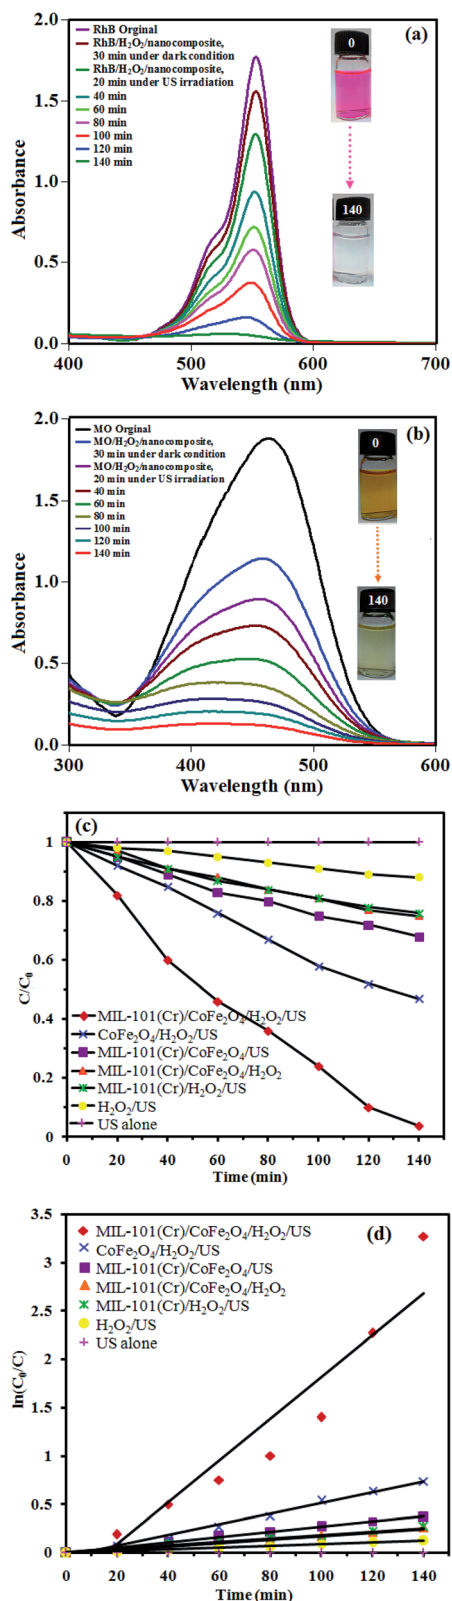 (a)
RhB Orginal
RhB/H₂O₂/nanocomposite,
30 min under dark condition
RhB/H₂O₂/nanocomposite,
20 min under US irradiation
40 min
60 min
80 min
100 min
120 min
140 min
0
140
2.0
1.5
1.0
0.5
0.0
Absorbance
400 500 600 700
Wavelength (nm)
(b)
MO Orginal
MO/H₂O₂/nanocomposite,
30 min under dark condition
MO/H₂O₂/nanocomposite,
20 min under US irradiation
40 min
60 min
80 min
100 min
120 min
140 min
0
140
2.0
1.5
1.0
0.5
0.0
Absorbance
300 400 500 600
Wavelength (nm)
(c)
1
0.8
0.6
0.4
0.2
0
C/C₀
MIL-101(Cr)/CoFe₂O₄/H₂O₂/US
CoFe₂O₄/H₂O₂/US
MIL-101(Cr)/CoFe₂O₄/US
MIL-101(Cr)/CoFe₂O₄/H₂O₂
MIL-101(Cr)/H₂O₂/US
H₂O₂/US
US alone
0 20 40 60 80 100 120 140
Time (min)
(d)
3.5
3
2.5
2
1.5
1
0.5
0
ln(C₀/C)
MIL-101(Cr)/CoFe₂O₄/H₂O₂/US
CoFe₂O₄/H₂O₂/US
MIL-101(Cr)/CoFe₂O₄/US
MIL-101(Cr)/CoFe₂O₄/H₂O₂
MIL-101(Cr)/H₂O₂/US
H₂O₂/US
US alone
0 20 40 60 80 100 120 140
Time (min)